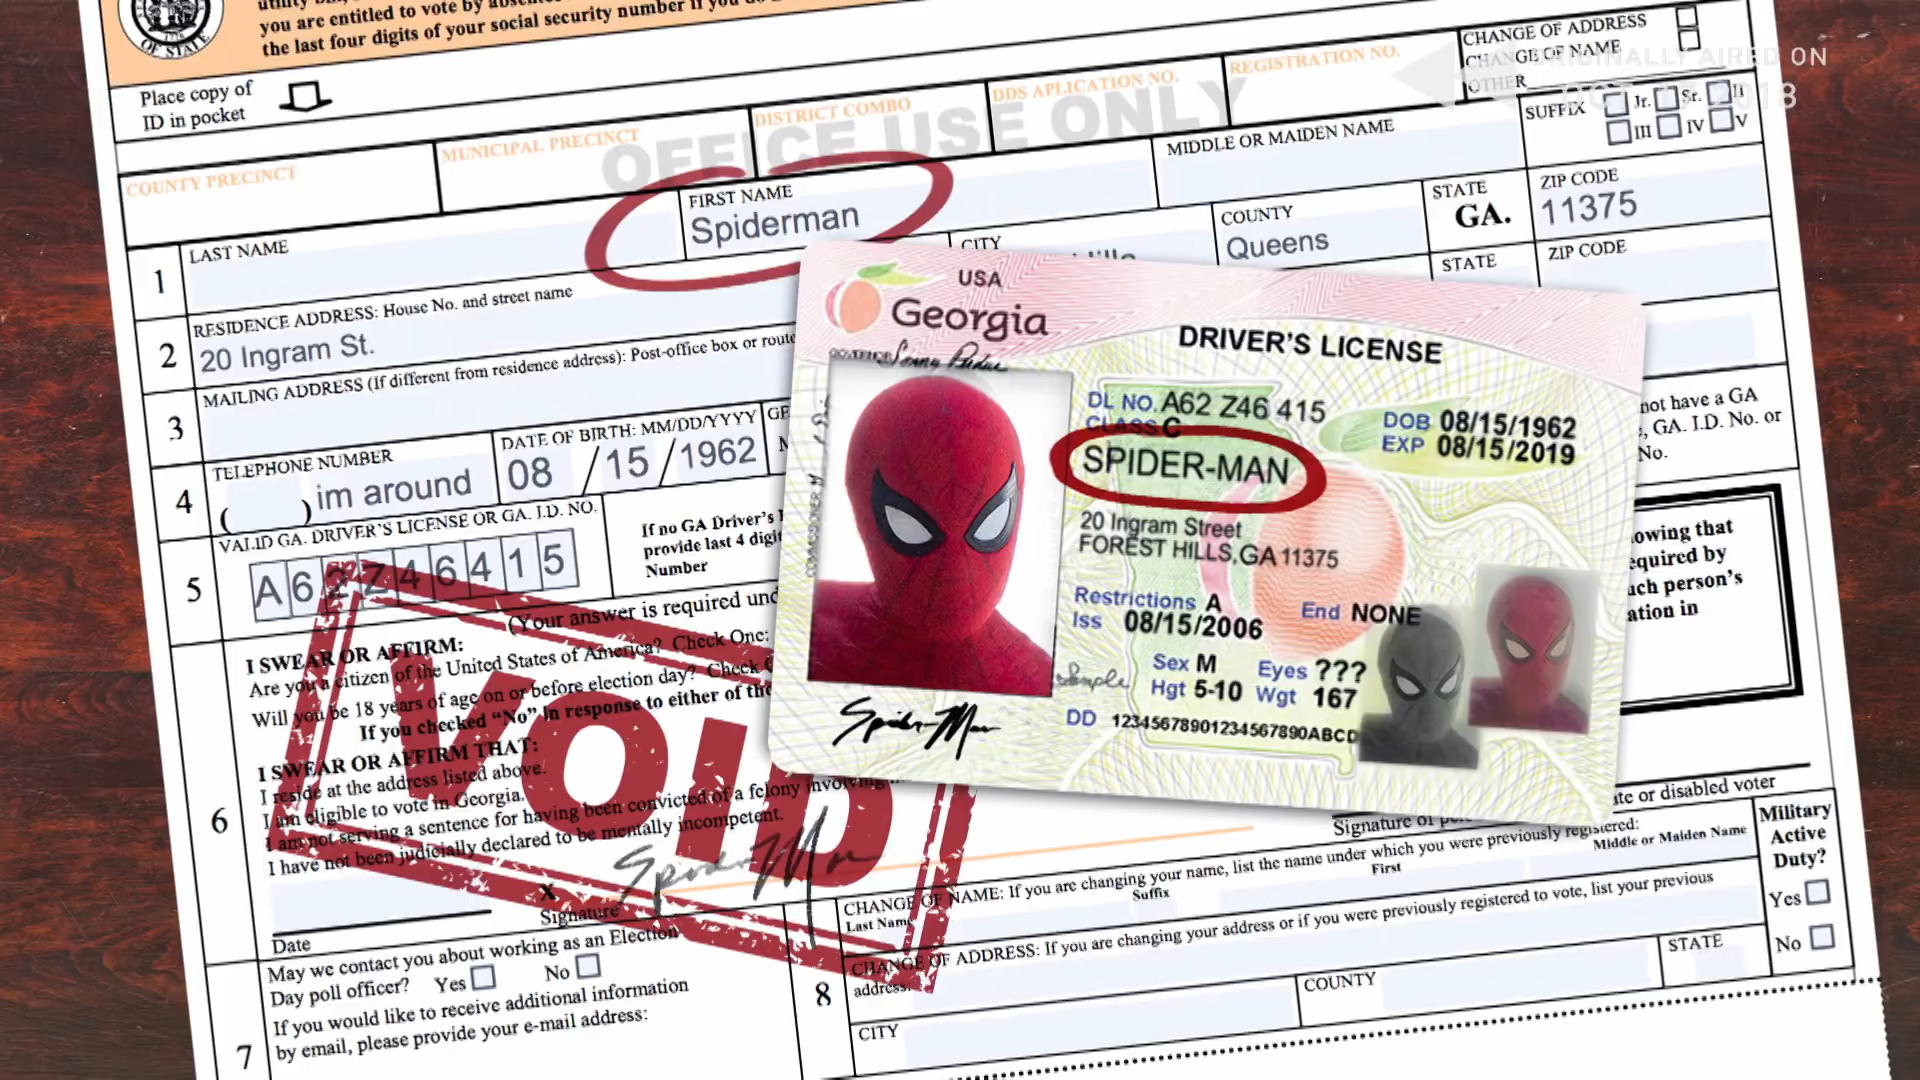 you are entitled to vote by absentee
the last four digits of your social security number if you do
OF STATE
Place copy of
ID in pocket
CHANGE OF ADDRESS
CHANGE OF NAME
OTHER
ORIGINALLY AIRED ON
2018
COUNTY PRECINCT
MUNICIPAL PRECINCT
DISTRICT COMBO
DDS APLICATION NO.
REGISTRATION NO.
OFFICE USE ONLY
SUFFIX
Jr. Sr. II
III IV V
LAST NAME
FIRST NAME
Spiderman
MIDDLE OR MAIDEN NAME
1
RESIDENCE ADDRESS: House No. and street name
20 Ingram St.
CITY
COUNTY
Queens
STATE
GA.
ZIP CODE
11375
2
MAILING ADDRESS (If different from residence address): Post-office box or route
STATE
ZIP CODE
3
TELEPHONE NUMBER
( ) im around
DATE OF BIRTH: MM/DD/YYYY
08 /15 /1962
4
VALID GA. DRIVER'S LICENSE OR GA. I.D. NO.
A62Z46415
If no GA Driver's
provide last 4
Number
5
not have a GA
, GA. I.D. No. or
No.
(Your answer is required
I SWEAR OR AFFIRM:
Are you a citizen of the United States of America? Check One:
Will you be 18 years of age on or before election day? Check
If you checked "No" in response to either of
I SWEAR OR AFFIRM THAT:
I reside at the address listed above.
I am eligible to vote in Georgia.
I am not serving a sentence for having been convicted of a felony involving
I have not been judicially declared to be mentally incompetent.
6
VOID
X
Spider-Man
Date
Signature
USA
Georgia
DRIVER'S LICENSE
DL NO. A62 Z46 415
CLASS C
DOB 08/15/1962
EXP 08/15/2019
SPIDER-MAN
20 Ingram Street
FOREST HILLS,GA 11375
Restrictions A
End NONE
Iss 08/15/2006
Sex M
Eyes ???
Hgt 5-10
Wgt 167
DD 12345678901234567890ABCD
Sample
Spider-Man
required by
such person's
May we contact you about working as an Election
Day poll officer? Yes No
If you would like to receive additional information
by email, please provide your e-mail address:
7
or disabled voter
Signature of
CHANGE OF NAME: If you are changing your name, list the name under which you were previously registered:
Last Name
Suffix
First
Middle or Maiden Name
CHANGE OF ADDRESS: If you are changing your address or if you were previously registered to vote, list your previous
address:
8
CITY
COUNTY
STATE
Military
Active
Duty?
Yes
No